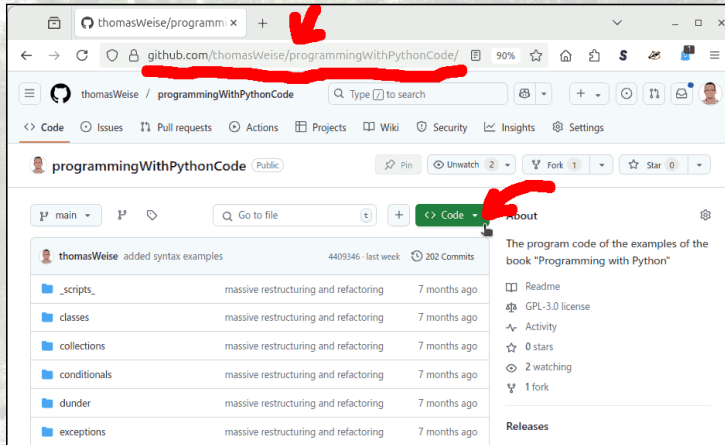 thomasWeise/programm
github.com/thomasWeise/programmingWithPythonCode/
90%
S
thomasWeise / programmingWithPythonCode
Type / to search
Code Issues Pull requests Actions Projects Wiki Security Insights Settings
programmingWithPythonCode Public
Pin Unwatch 2 Fork 1 Star 0
main
Go to file t
Code
About
thomasWeise added syntax examples 4409346 · last week 202 Commits
The program code of the examples of the
book "Programming with Python"
_scripts_ massive restructuring and refactoring 7 months ago
Readme
classes massive restructuring and refactoring 7 months ago
GPL-3.0 license
Activity
collections massive restructuring and refactoring 7 months ago
0 stars
conditionals massive restructuring and refactoring 7 months ago
2 watching
1 fork
dunder massive restructuring and refactoring 7 months ago
exceptions massive restructuring and refactoring 7 months ago
Releases